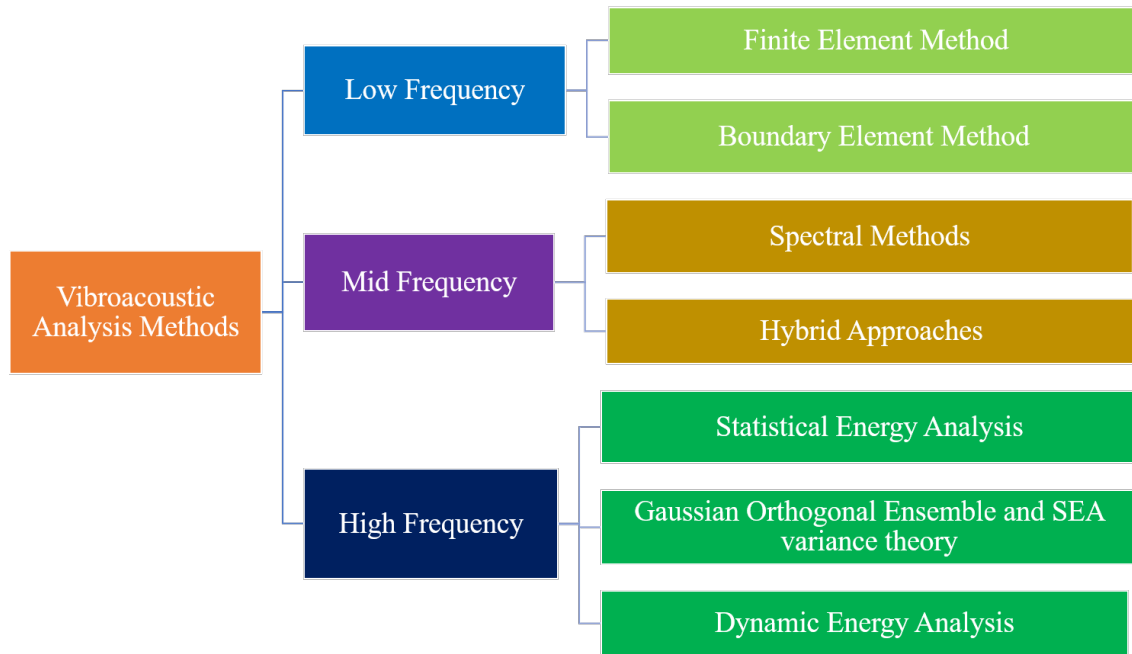 Vibroacoustic
Analysis Methods
Low Frequency
Finite Element Method
Boundary Element Method
Mid Frequency
Spectral Methods
Hybrid Approaches
High Frequency
Statistical Energy Analysis
Gaussian Orthogonal Ensemble and SEA
variance theory
Dynamic Energy Analysis